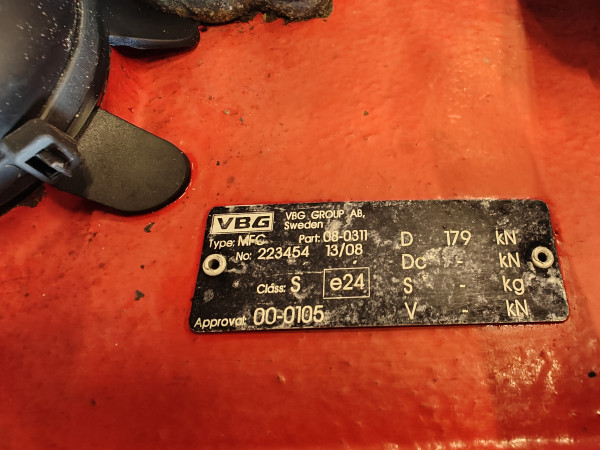 VBG VBG GROUP AB,
Sweden
Type: MFC Part: 08-0311 D 179 kN
No: 223454 13/08 Dc - kN
Class: S e24 S - kg
Approval: 00-0105 V - kN